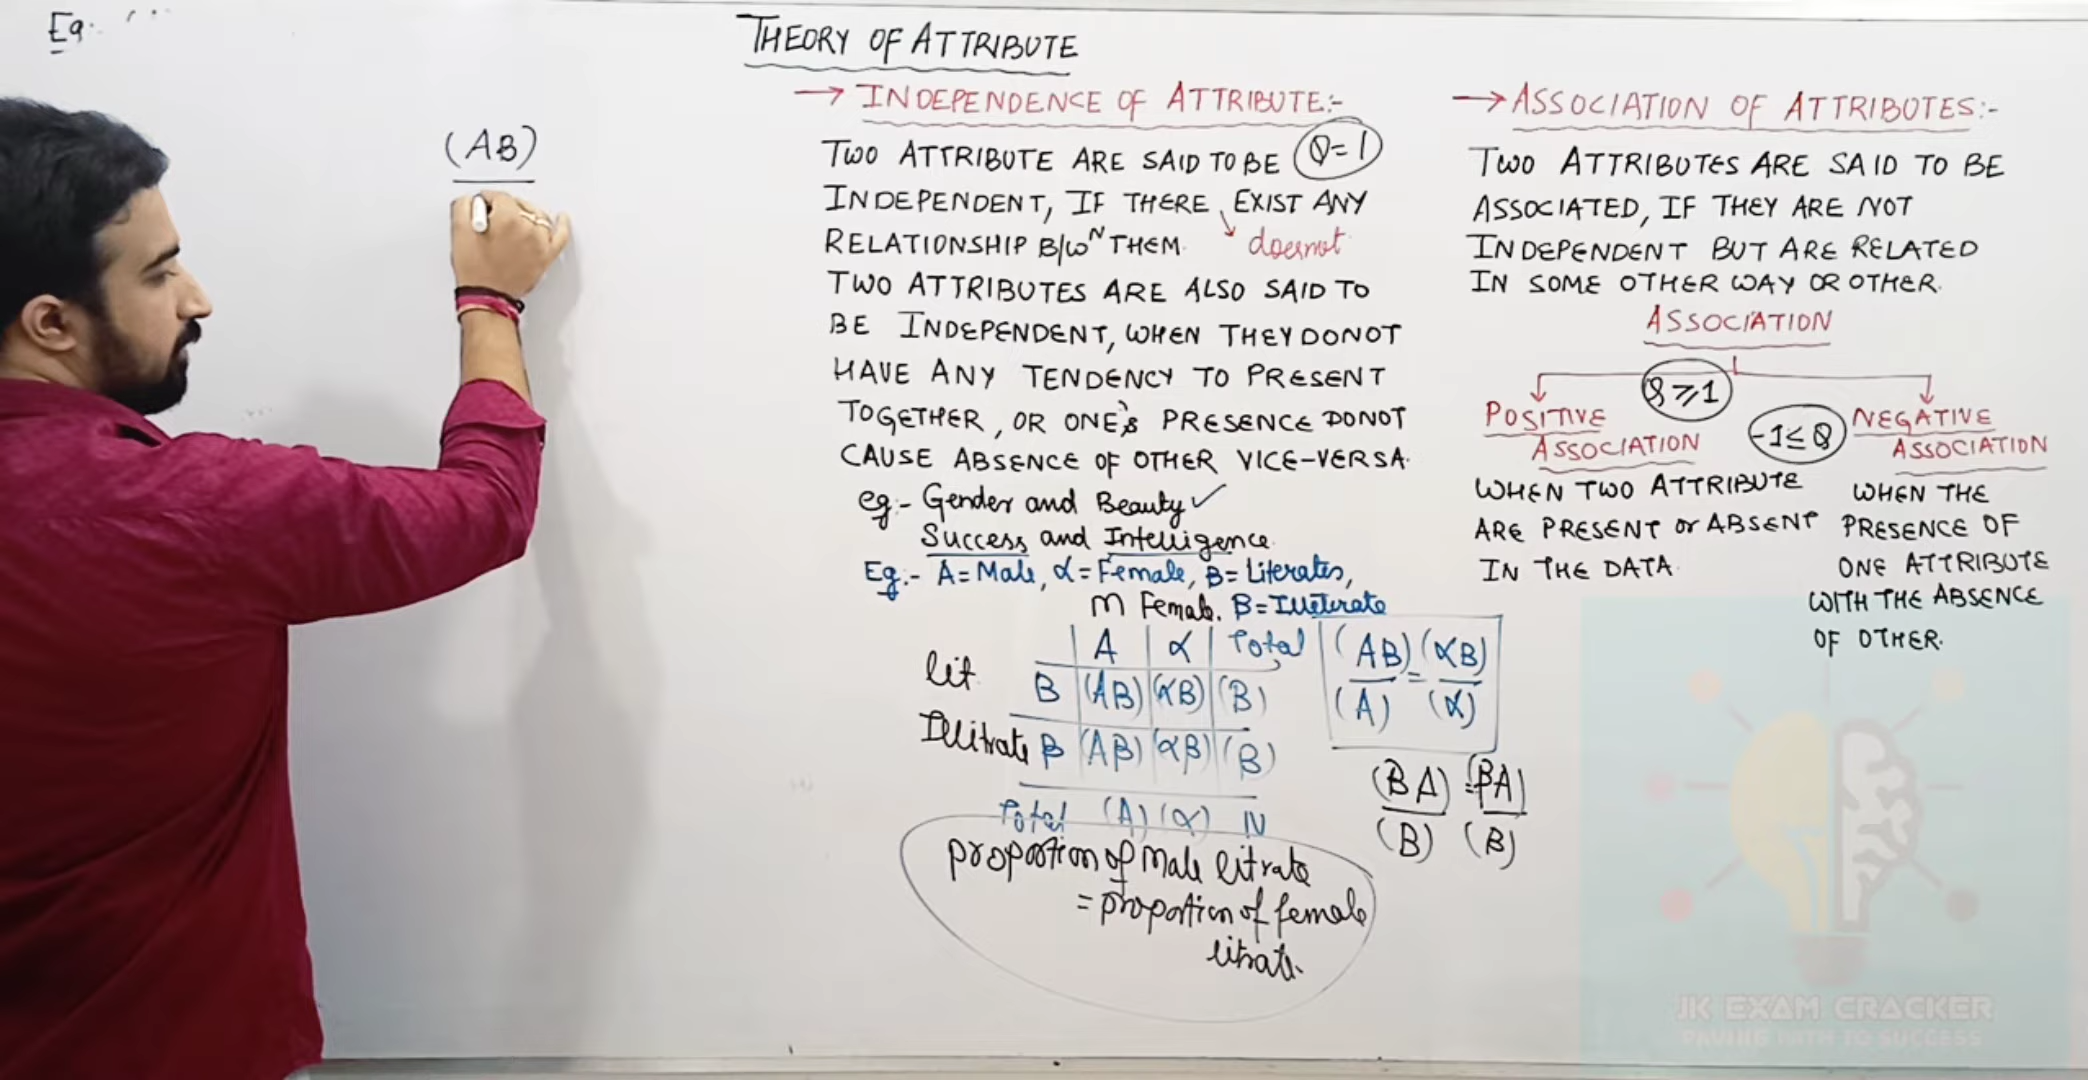 Eg:-
(AB)
THEORY OF ATTRIBUTE
→ INDEPENDENCE OF ATTRIBUTE:-
TWO ATTRIBUTE ARE SAID TO BE Q=1
INDEPENDENT, IF THERE EXIST ANY
RELATIONSHIP B/Wᴺ THEM. doesnot
TWO ATTRIBUTES ARE ALSO SAID TO
BE INDEPENDENT, WHEN THEY DONOT
HAVE ANY TENDENCY TO PRESENT
TOGETHER, OR ONE'S PRESENCE DONOT
CAUSE ABSENCE OF OTHER VICE-VERSA.
eg:- Gender and Beauty ✓
Success and Intelligence.
Eg:- A=Male, α=Female, B=Literates,
M Female. β=Illiterate
A α Total
lit. B (AB) (αB) (B)
Illitrate β (Aβ) (αβ) (β)
Total (A) (α) N
(AB) = (αB)
(A) (α)
(BA) = (βA)
(B) (β)
proportion of Male litrate
= proportion of female
litrate.
→ ASSOCIATION OF ATTRIBUTES:-
TWO ATTRIBUTES ARE SAID TO BE
ASSOCIATED, IF THEY ARE NOT
INDEPENDENT BUT ARE RELATED
IN SOME OTHER WAY OR OTHER.
ASSOCIATION
POSITIVE
ASSOCIATION
WHEN TWO ATTRIBUTE
ARE PRESENT or ABSENT
IN THE DATA.
-1≤Q
NEGATIVE
ASSOCIATION
WHEN THE
PRESENCE OF
ONE ATTRIBUTE
WITH THE ABSENCE
OF OTHER.
JK EXAM CRACKER
PAVING PATH TO SUCCESS